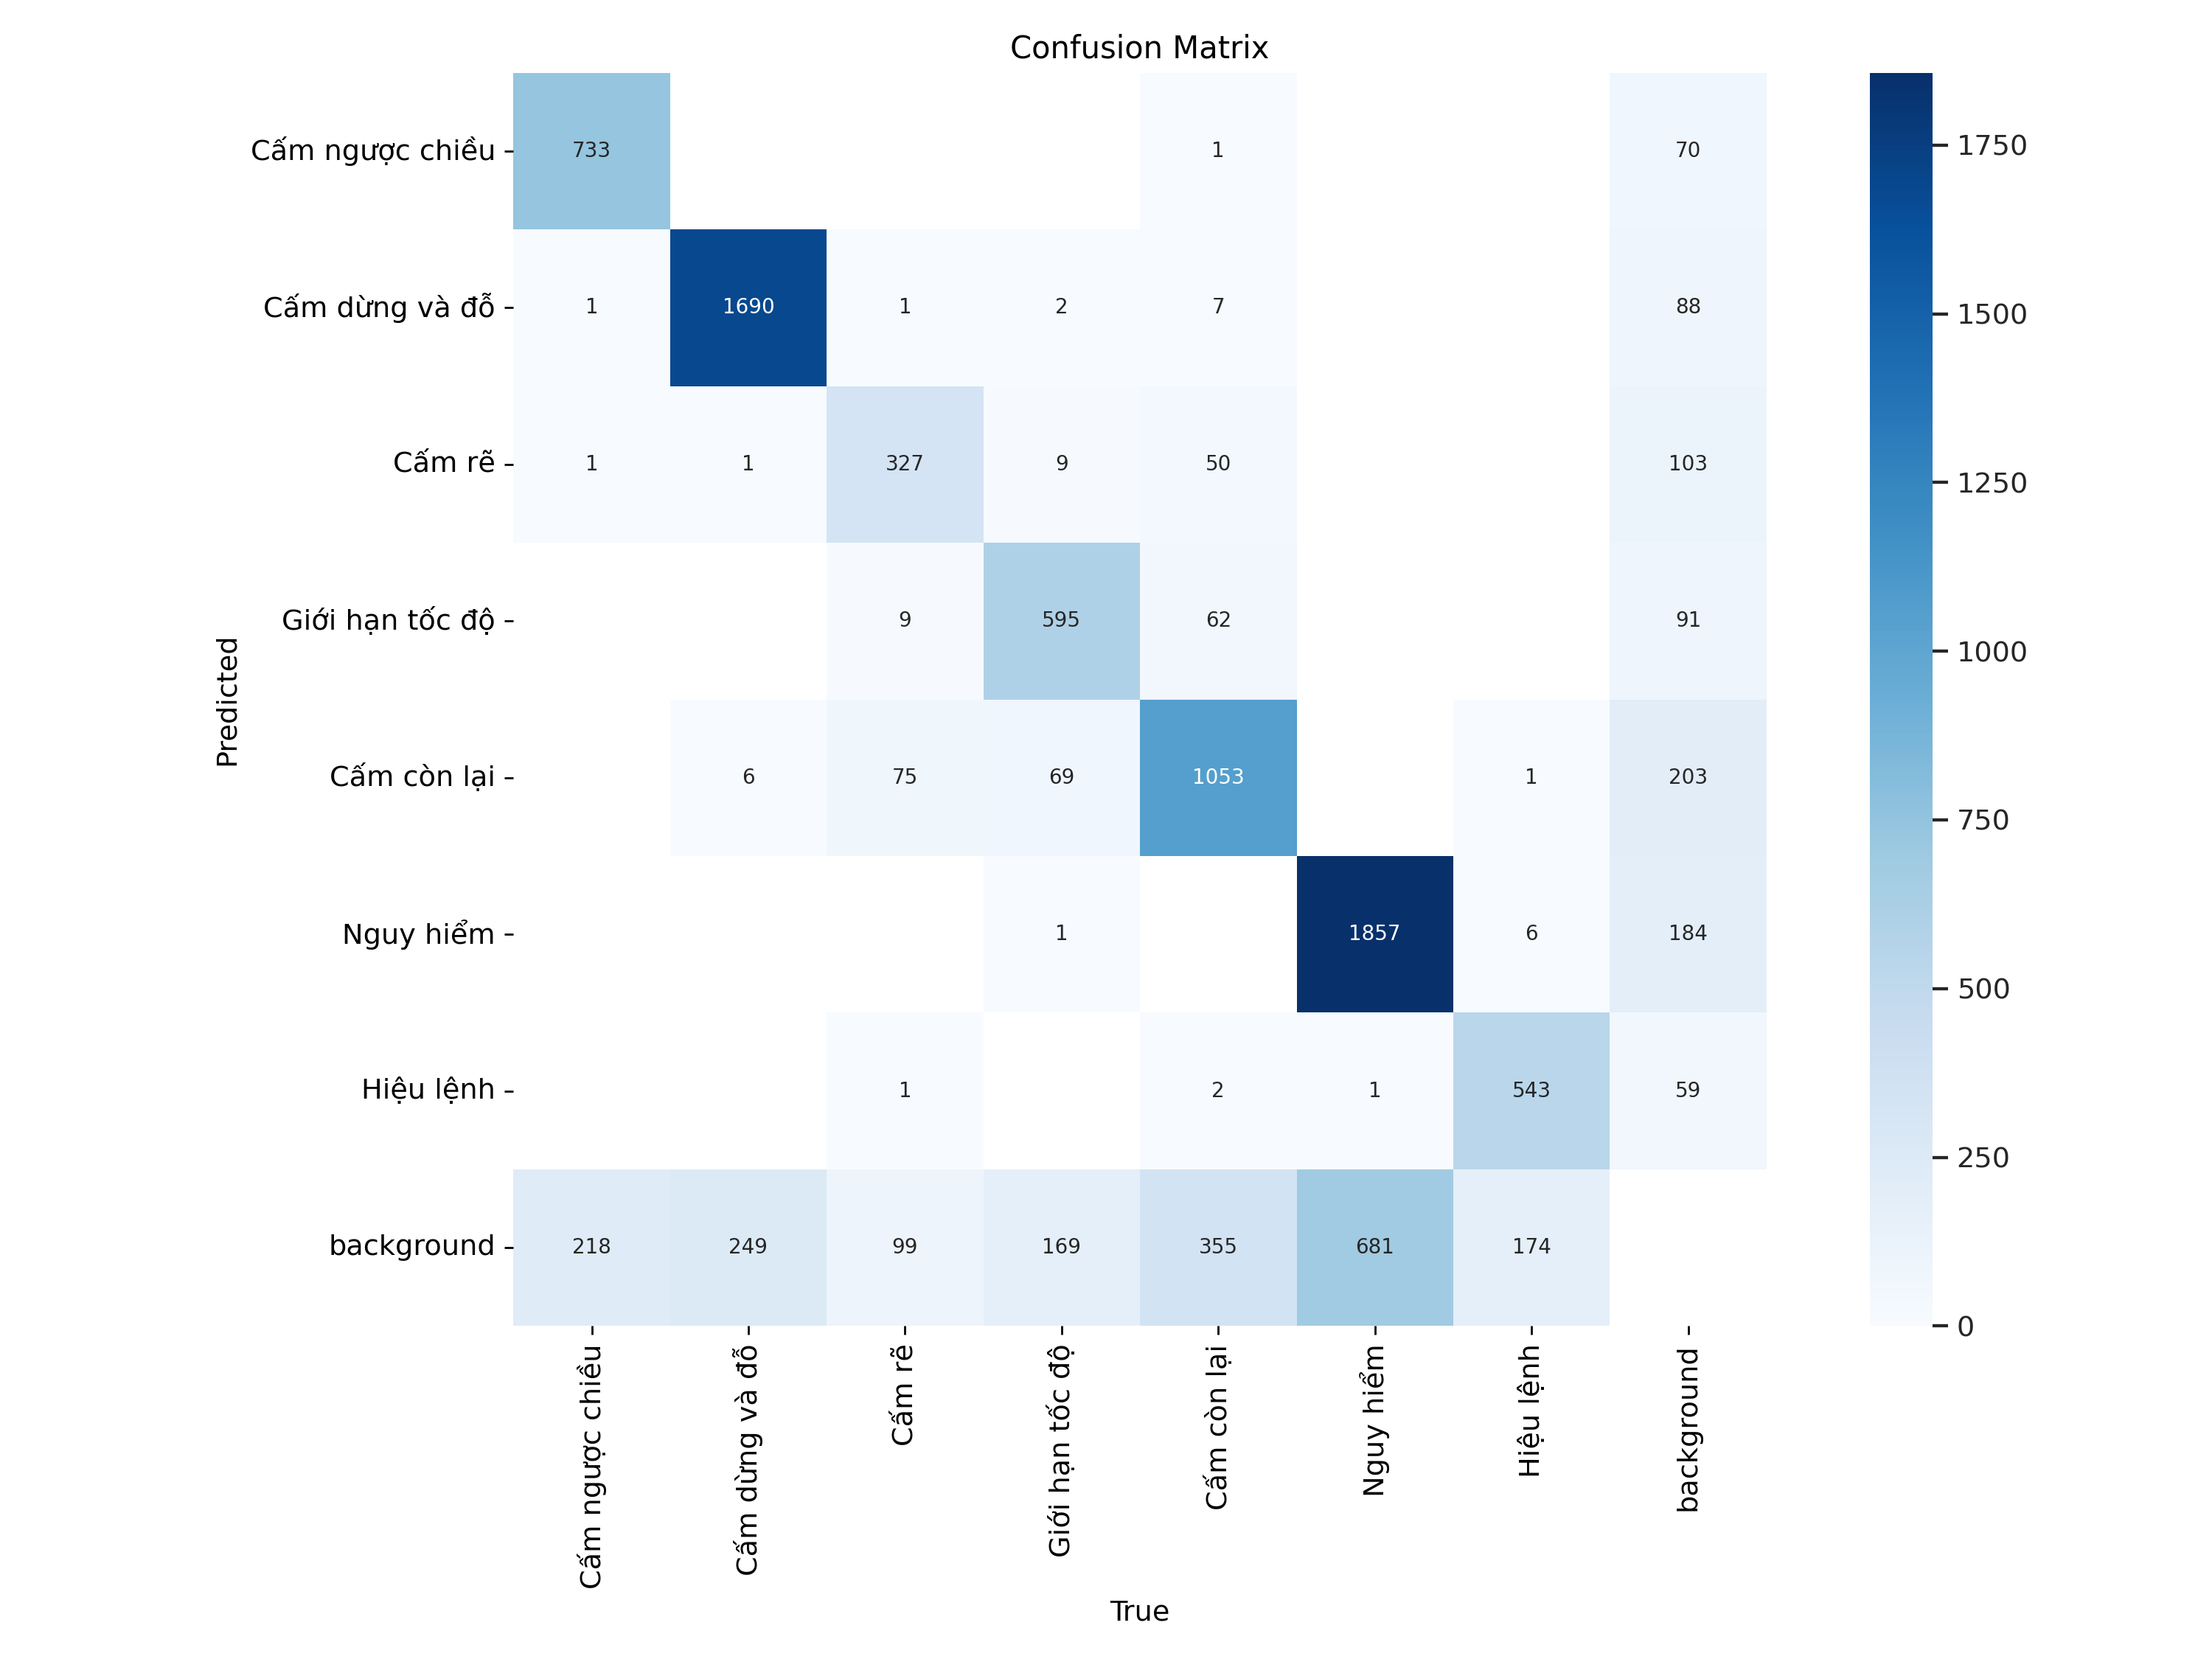 Confusion Matrix
Cấm ngược chiều 733 1 70
Cấm dừng và đỗ 1 1690 1 2 7 88
Cấm rẽ 1 1 327 9 50 103
Giới hạn tốc độ 9 595 62 91
Cấm còn lại 6 75 69 1053 1 203
Nguy hiểm 1 1857 6 184
Hiệu lệnh 1 2 1 543 59
background 218 249 99 169 355 681 174
Predicted
Cấm ngược chiều
Cấm dừng và đỗ
Cấm rẽ
Giới hạn tốc độ
Cấm còn lại
Nguy hiểm
Hiệu lệnh
background
True
1750
1500
1250
1000
750
500
250
0